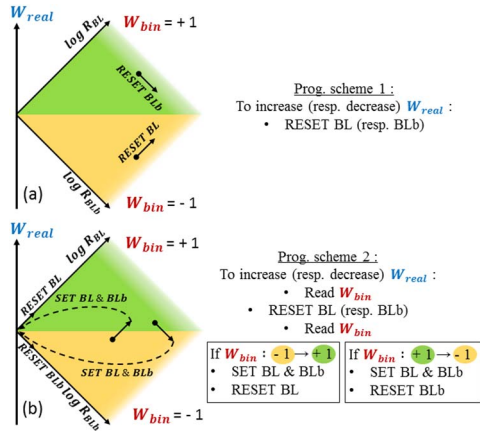 W_real
log R_BL
W_bin = + 1
RESET BLb
RESET BL
log R_BLb
W_bin = - 1
(a)
Prog. scheme 1 :
To increase (resp. decrease) W_real :
• RESET BL (resp. BLb)
W_real
log R_BL
W_bin = + 1
RESET BL
SET BL & BLb
RESET BLb
SET BL & BLb
log R_BLb
W_bin = - 1
(b)
Prog. scheme 2 :
To increase (resp. decrease) W_real :
• Read W_bin
• RESET BL (resp. BLb)
• Read W_bin
If W_bin : - 1 → + 1
• SET BL & BLb
• RESET BL
If W_bin : + 1 → - 1
• SET BL & BLb
• RESET BLb